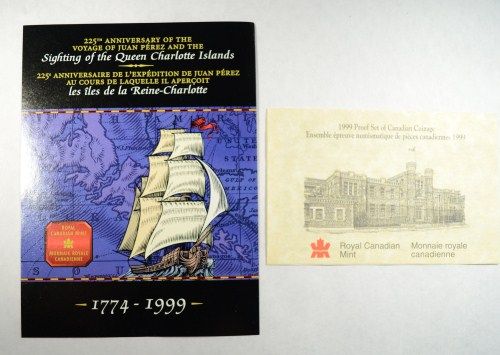 225TH ANNIVERSARY OF THE
VOYAGE OF JUAN PÉREZ AND THE
Sighting of the Queen Charlotte Islands
225e ANNIVERSAIRE DE L'EXPÉDITION DE JUAN PÉREZ
AU COURS DE LAQUELLE IL APERÇOIT
les îles de la Reine-Charlotte
ROYAL
CANADIAN MINT
MONNAIE ROYALE
CANADIENNE
1774 - 1999
1999 Proof Set of Canadian Coinage
Ensemble épreuve numismatique de pièces canadiennes 1999
Royal Canadian
Mint
Monnaie royale
canadienne